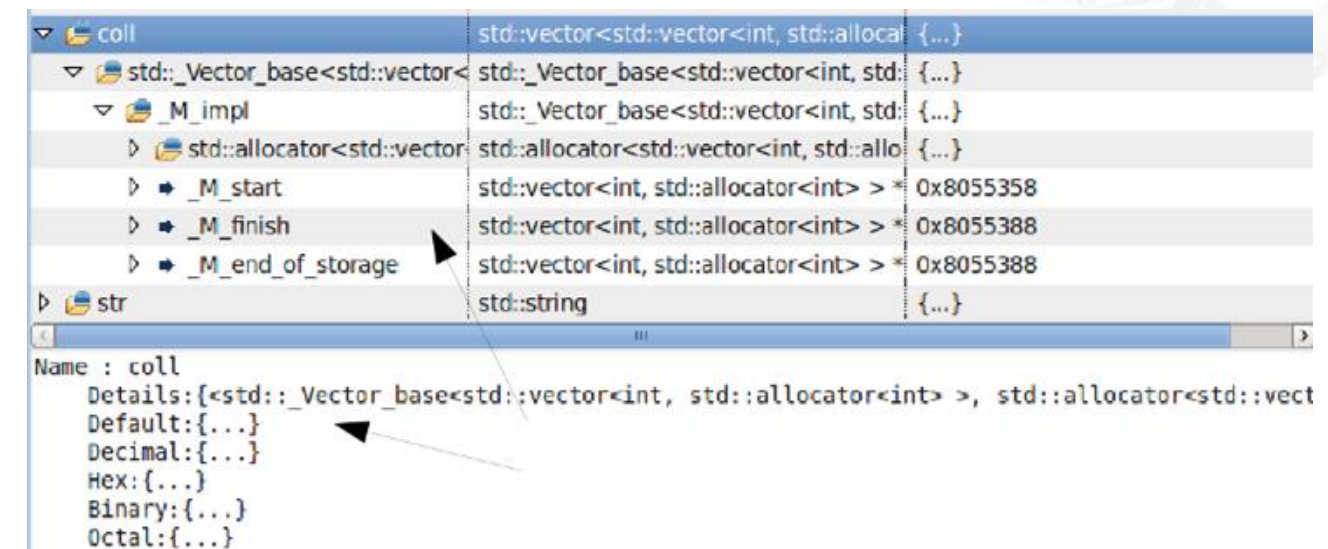 coll std::vector<std::vector<int, std::allocal {...}
std::_Vector_base<std::vector< std::_Vector_base<std::vector<int, std: {...}
_M_impl std::_Vector_base<std::vector<int, std: {...}
std::allocator<std::vector- std::allocator<std::vector<int, std::allo {...}
_M_start std::vector<int, std::allocator<int> > * 0x8055358
_M_finish std::vector<int, std::allocator<int> > * 0x8055388
_M_end_of_storage std::vector<int, std::allocator<int> > * 0x8055388
str std::string {...}
Name : coll
Details:{<std::_Vector_base<std::vector<int, std::allocator<int> >, std::allocator<std::vect
Default:{...}
Decimal:{...}
Hex:{...}
Binary:{...}
Octal:{...}